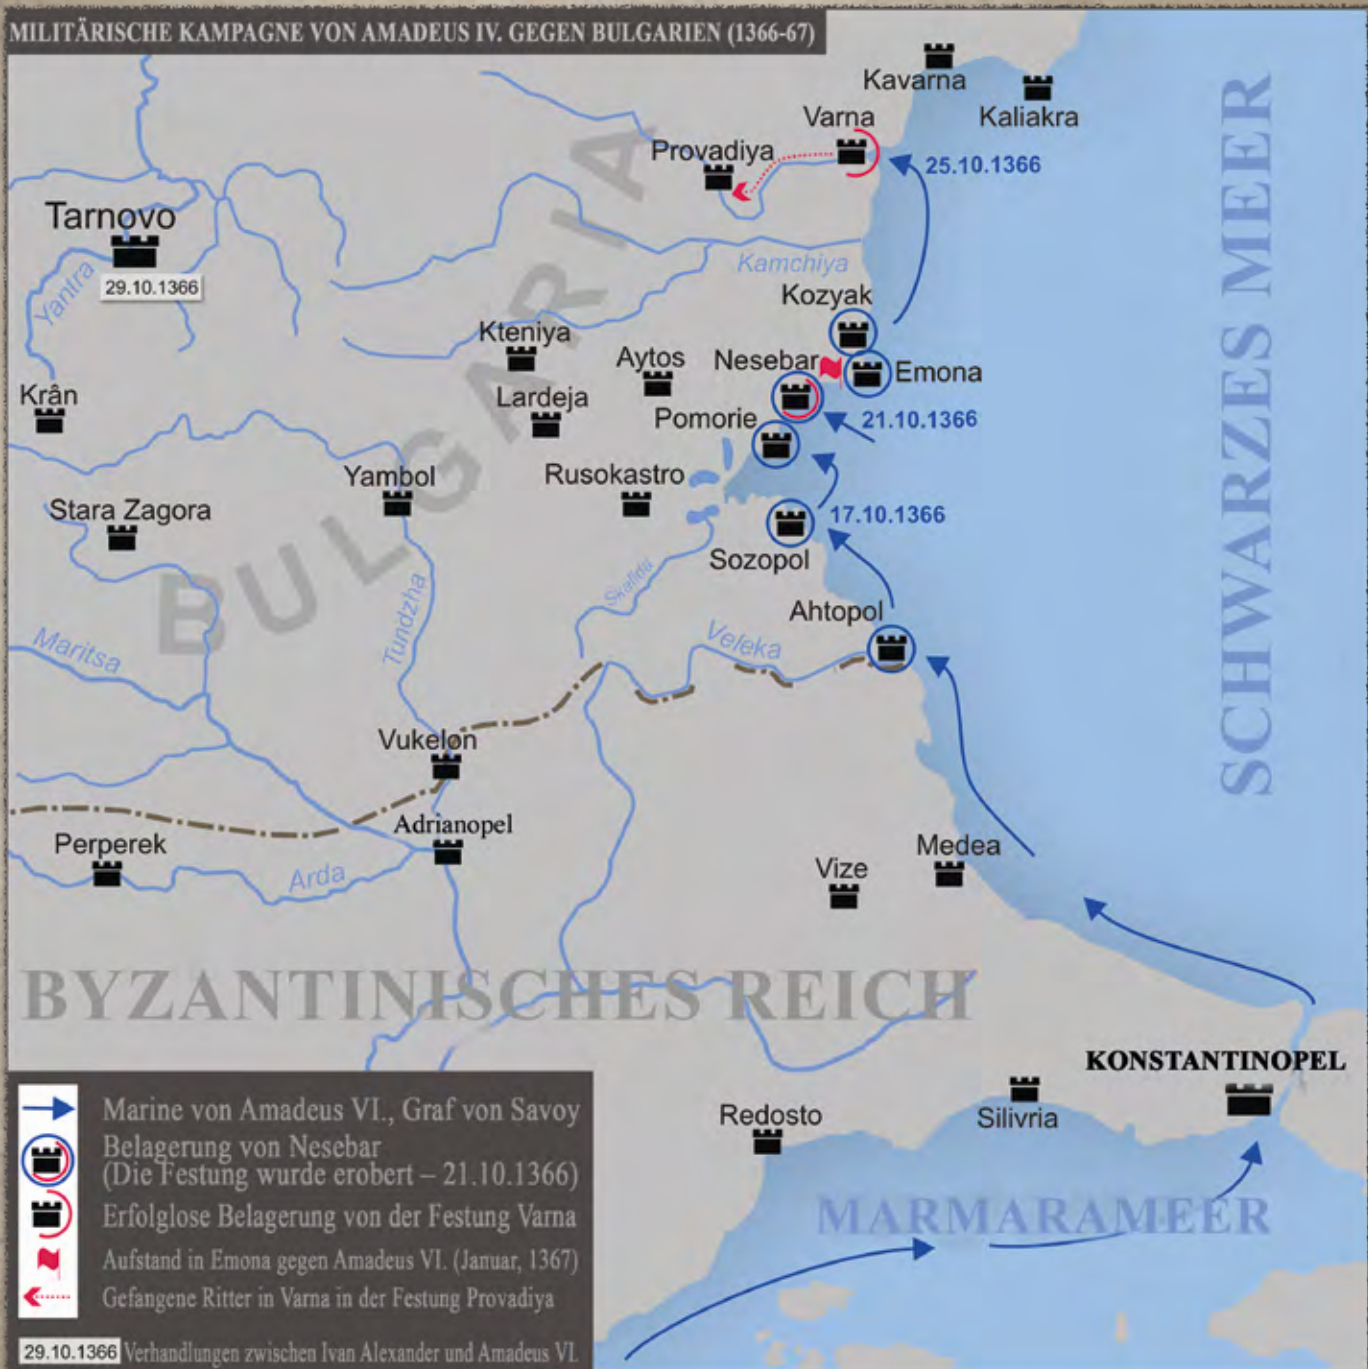 MILITÄRISCHE KAMPAGNE VON AMADEUS IV. GEGEN BULGARIEN (1366-67)
Kavarna
Kaliakra
Varna
Provadiya
25.10.1366
Tarnovo
29.10.1366
Yantra
Kamchiya
Kozyak
Kteniya
Aytos
Nesebar
Emona
Krân
Lardeja
Pomorie
21.10.1366
BULGARIA
SCHWARZES MEER
Yambol
Rusokastro
Stara Zagora
17.10.1366
Sozopol
Skafida
Tundzha
Ahtopol
Maritsa
Veleka
Vukelon
Adrianopel
Perperek
Arda
Vize
Medea
BYZANTINISCHES REICH
KONSTANTINOPEL
Redosto
Silivria
MARMARAMEER
Marine von Amadeus VI., Graf von Savoy
Belagerung von Nesebar
(Die Festung wurde erobert – 21.10.1366)
Erfolglose Belagerung von der Festung Varna
Aufstand in Emona gegen Amadeus VI. (Januar, 1367)
Gefangene Ritter in Varna in der Festung Provadiya
29.10.1366 Verhandlungen zwischen Ivan Alexander und Amadeus VI.